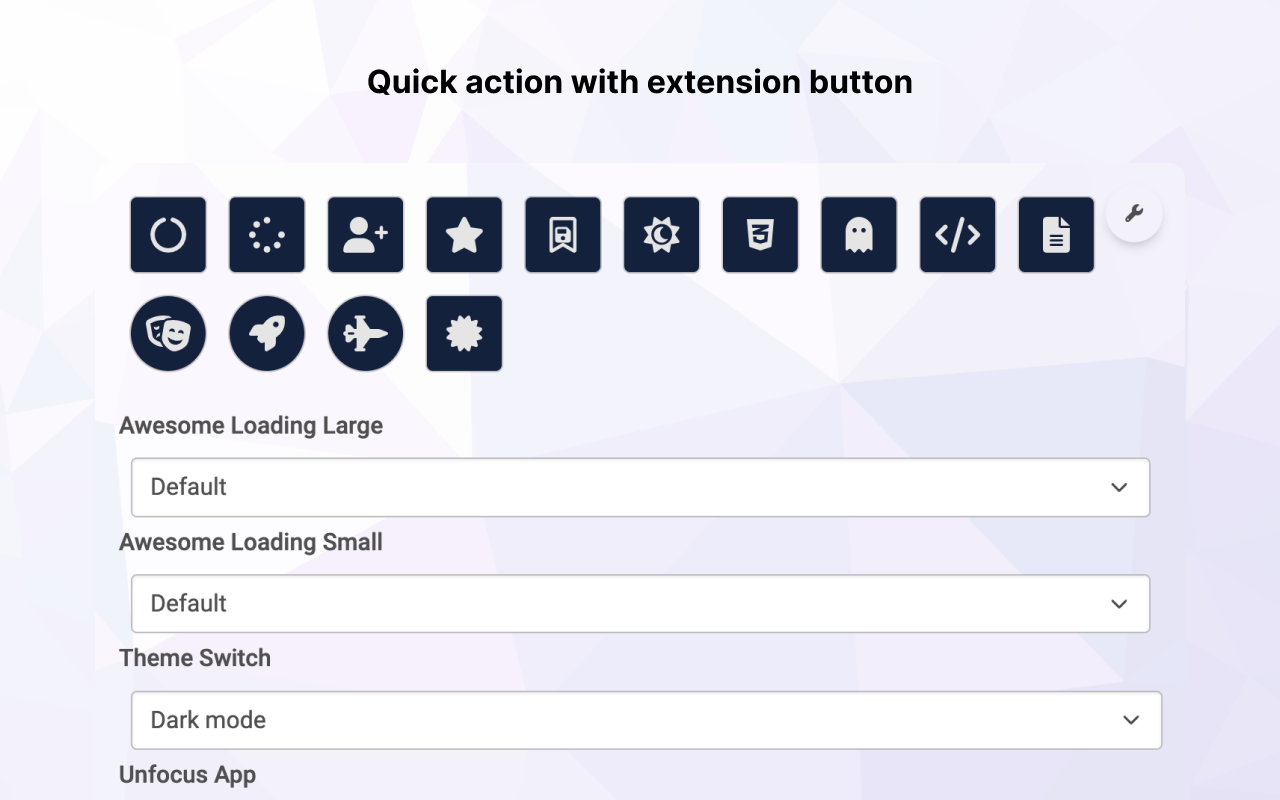 Quick action with extension button
Awesome Loading Large
Default
Awesome Loading Small
Default
Theme Switch
Dark mode
Unfocus App